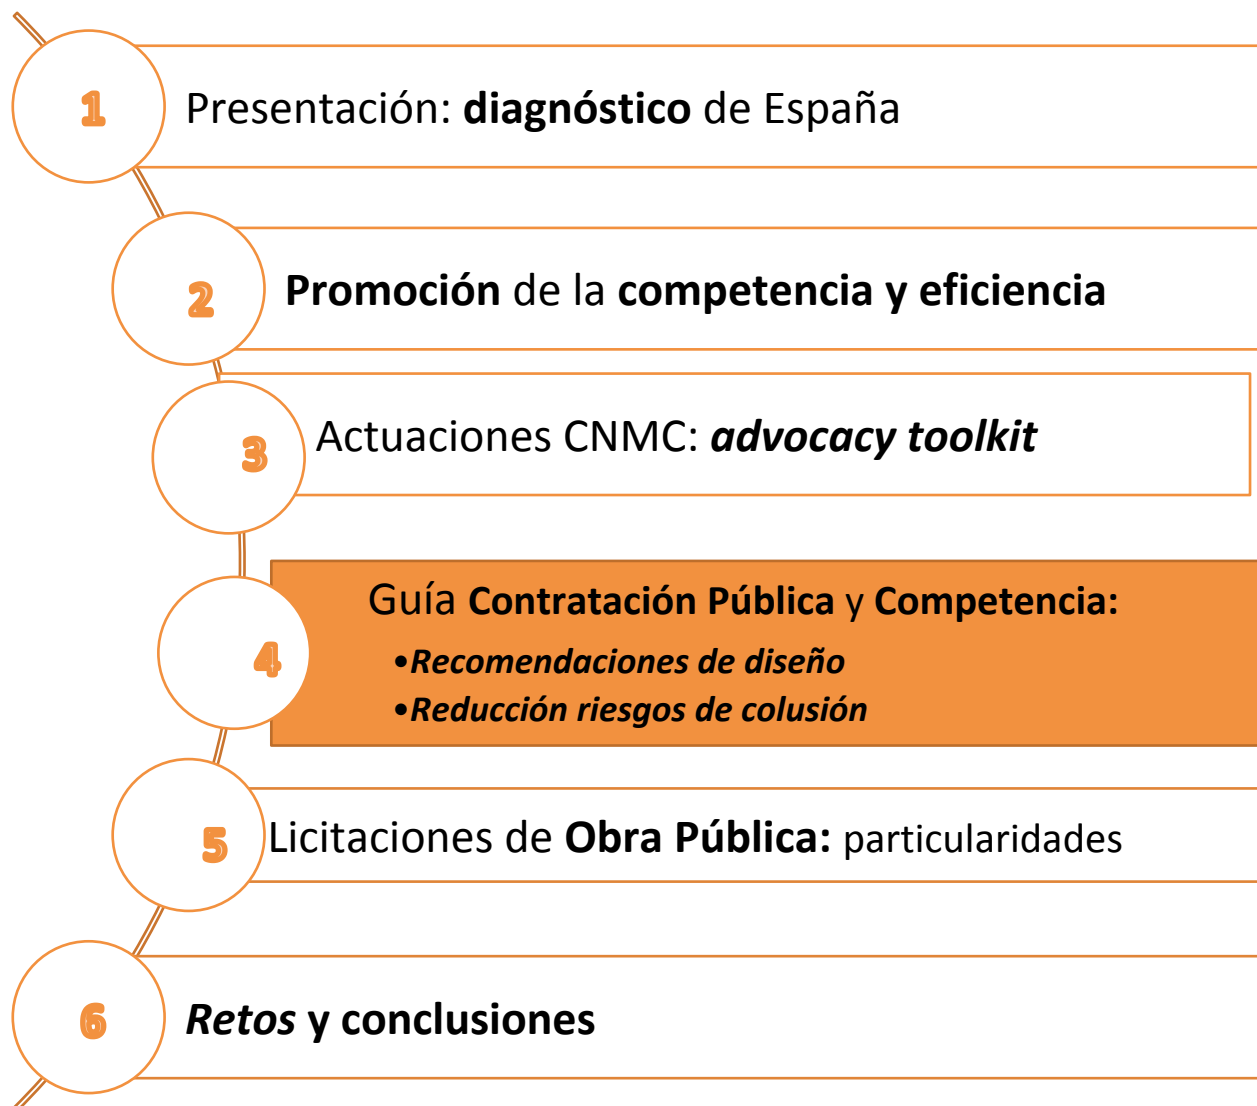 1
Presentación: diagnóstico de España
2
Promoción de la competencia y eficiencia
3
Actuaciones CNMC: advocacy toolkit
4
Guía Contratación Pública y Competencia:
•Recomendaciones de diseño
•Reducción riesgos de colusión
5
Licitaciones de Obra Pública: particularidades
6
Retos y conclusiones